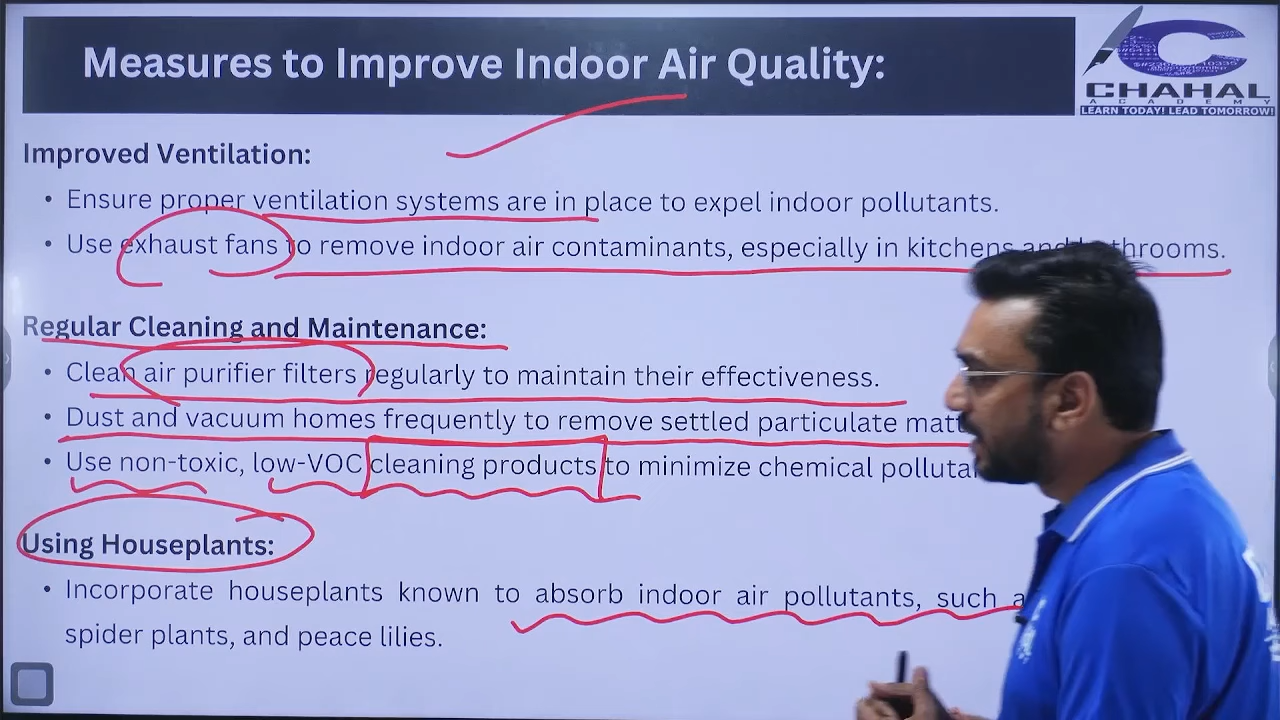 Measures to Improve Indoor Air Quality:
CHAHAL
ACADEMY
LEARN TODAY! LEAD TOMORROW!
Improved Ventilation:
• Ensure proper ventilation systems are in place to expel indoor pollutants.
• Use exhaust fans to remove indoor air contaminants, especially in kitchens and bathrooms.
Regular Cleaning and Maintenance:
• Clean air purifier filters regularly to maintain their effectiveness.
• Dust and vacuum homes frequently to remove settled particulate
• Use non-toxic, low-VOC cleaning products to minimize chemical
Using Houseplants:
• Incorporate houseplants known to absorb indoor air pollutants, such
spider plants, and peace lilies.